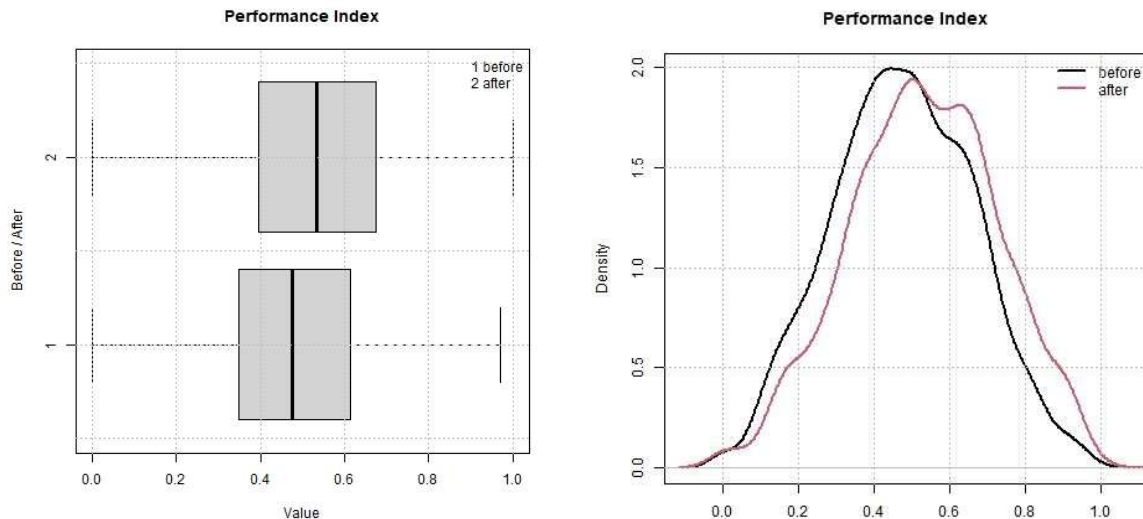 Performance Index
1 before
2 after
2
1
Before / After
0.0 0.2 0.4 0.6 0.8 1.0
Value
Performance Index
before
after
2.0
1.5
1.0
0.5
0.0
Density
0.0 0.2 0.4 0.6 0.8 1.0